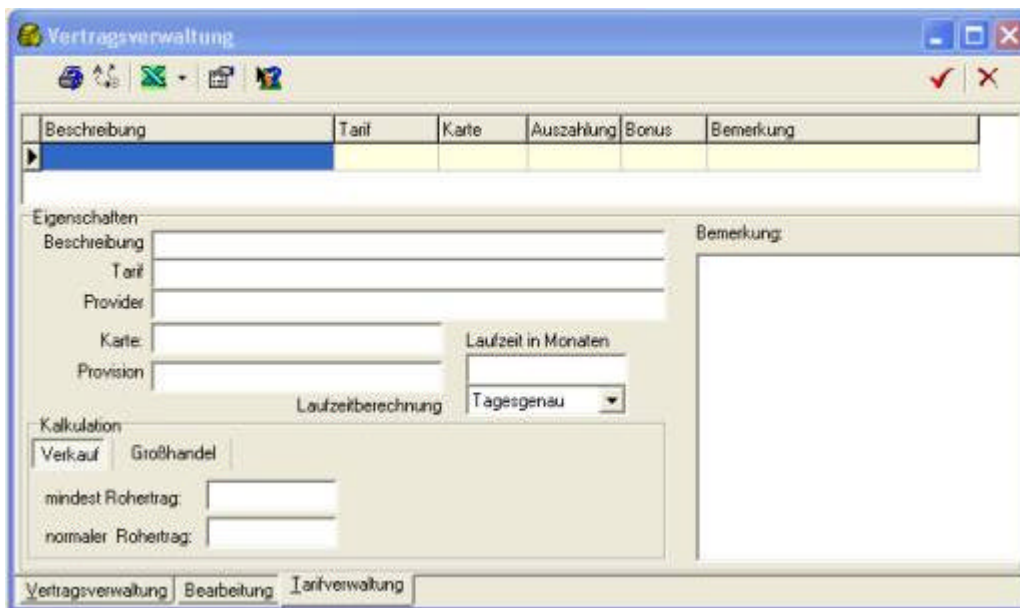 Vertragsverwaltung
Beschreibung Tarif Karte Auszahlung Bonus Bemerkung
Eigenschaften
Beschreibung
Tarif
Provider
Karte:
Provision
Laufzeit in Monaten
Laufzeitberechnung Tagesgenau
Bemerkung:
Kalkulation
Verkauf Großhandel
mindest Rohertrag:
normaler Rohertrag:
Vertragsverwaltung Bearbeitung Tarifverwaltung